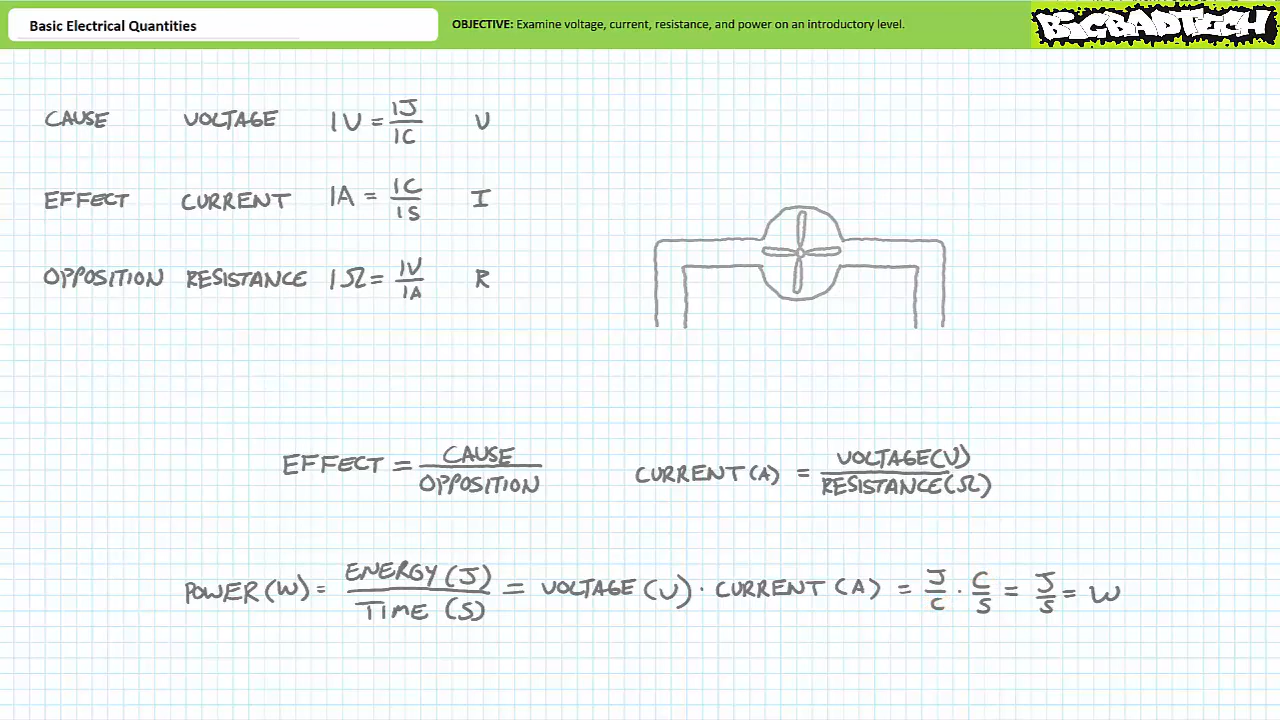 Basic Electrical Quantities
OBJECTIVE: Examine voltage, current, resistance, and power on an introductory level.
BIGBADTECH
CAUSE VOLTAGE 1V = 1J/1C V
EFFECT CURRENT 1A = 1C/1S I
OPPOSITION RESISTANCE 1Ω = 1V/1A R
EFFECT = CAUSE/OPPOSITION
CURRENT (A) = VOLTAGE(V)/RESISTANCE(Ω)
POWER (W) = ENERGY (J)/TIME (S) = VOLTAGE (V) · CURRENT (A) = J/C · C/S = J/S = W